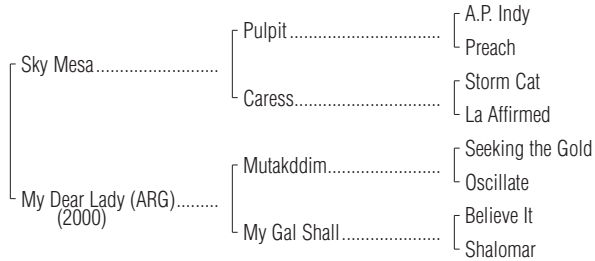 A.P. Indy
Pulpit..............................
Preach
Sky Mesa.........................
Storm Cat
Caress..............................
La Affirmed
Seeking the Gold
Mutakddim.......................
Oscillate
My Dear Lady (ARG).........
(2000)
Believe It
My Gal Shall....................
Shalomar